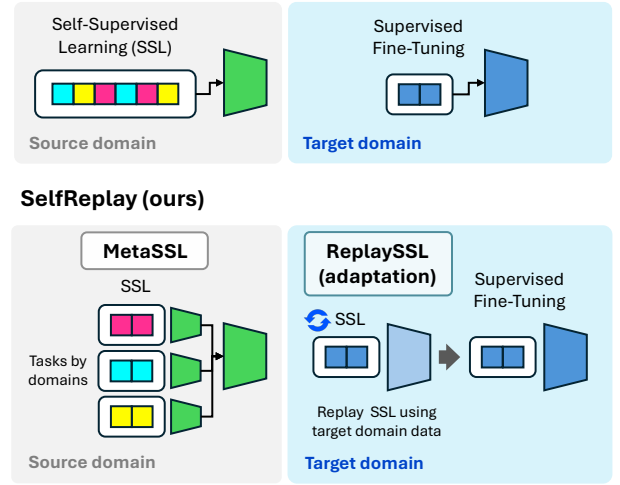 Self-Supervised
Learning (SSL)
Source domain
Supervised
Fine-Tuning
Target domain
SelfReplay (ours)
MetaSSL
SSL
Tasks by
domains
Source domain
ReplaySSL
(adaptation)
SSL
Replay SSL using
target domain data
Supervised
Fine-Tuning
Target domain